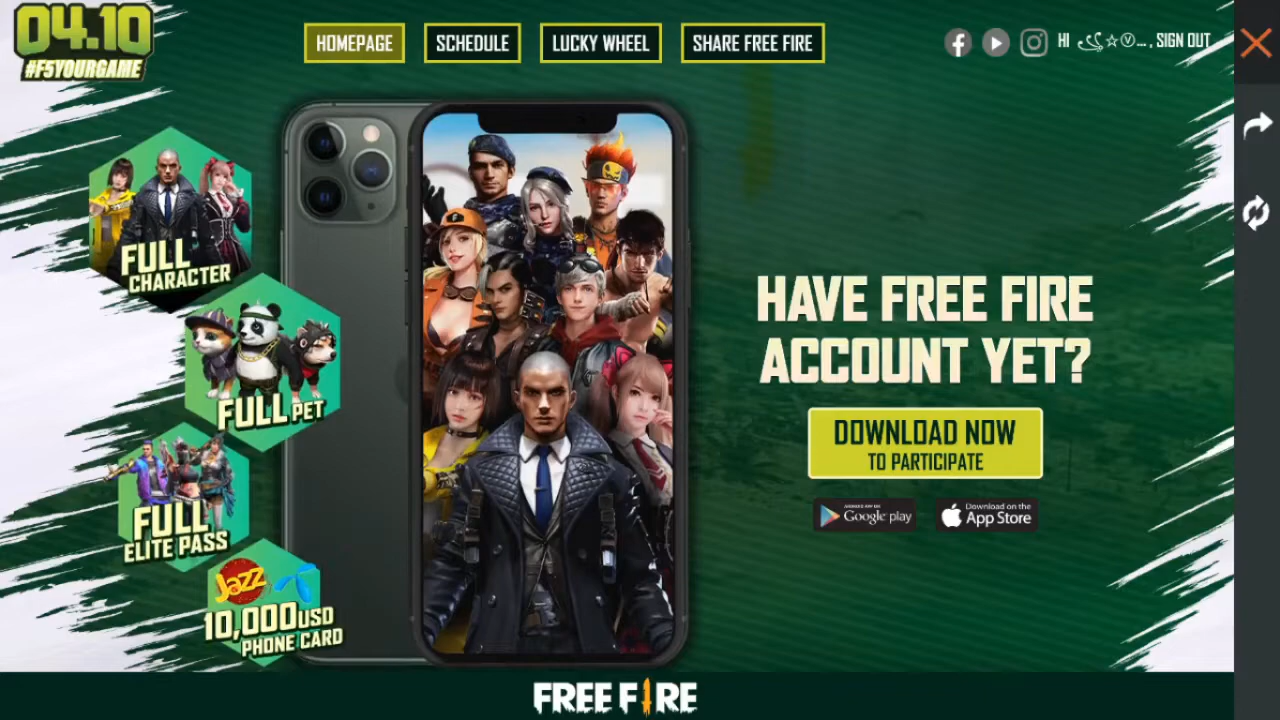 04.10
#F5YOURGAME
HOMEPAGE
SCHEDULE
LUCKY WHEEL
SHARE FREE FIRE
HI ☆Ⓥ... , SIGN OUT
FULL
CHARACTER
FULL PET
FULL
ELITE PASS
Jazz
10,000USD
PHONE CARD
HAVE FREE FIRE
ACCOUNT YET?
DOWNLOAD NOW
TO PARTICIPATE
Google play
Download on the
App Store
FREE FIRE